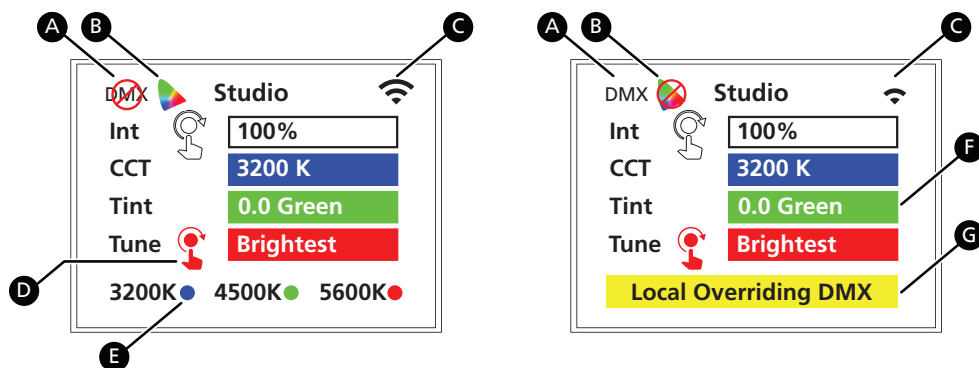 A B C
DMX Studio
Int 100%
CCT 3200 K
Tint 0.0 Green
Tune Brightest
D
3200K 4500K 5600K
E
A B C
DMX Studio
Int 100%
F
CCT 3200 K
Tint 0.0 Green
Tune Brightest
G
Local Overriding DMX